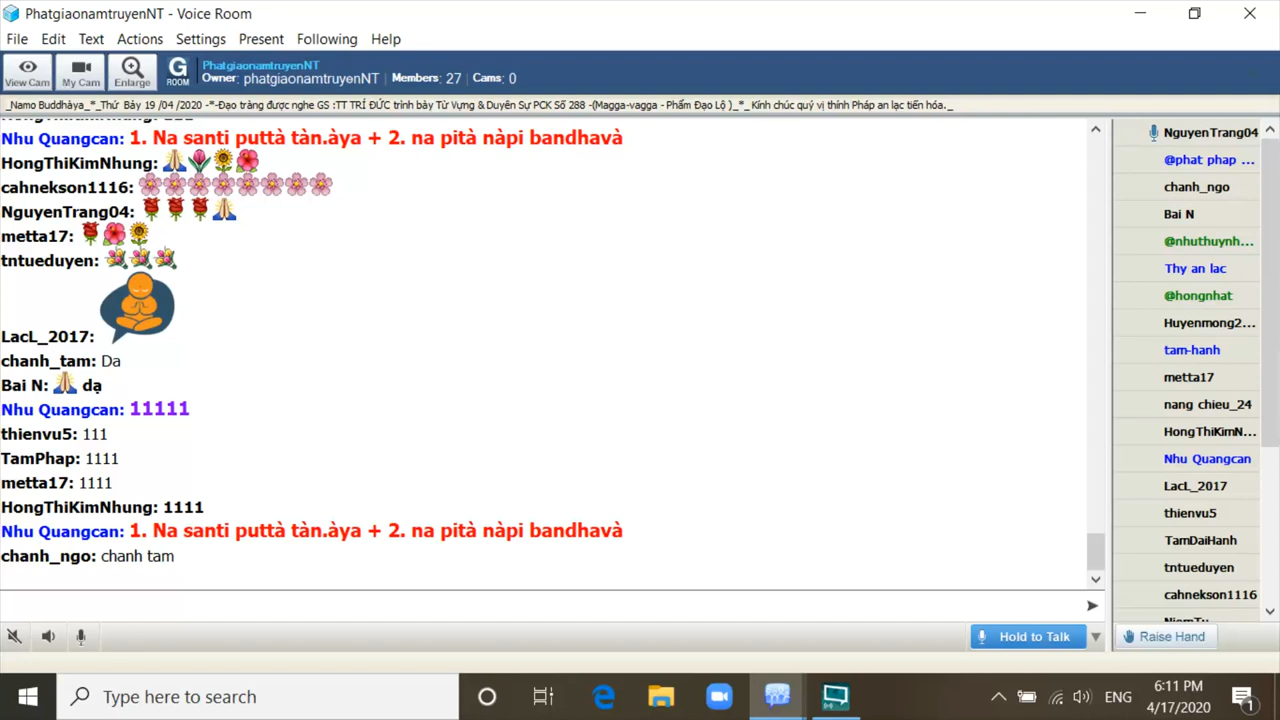 PhatgiaonamtruyenNT - Voice Room
File Edit Text Actions Settings Present Following Help
View Cam My Cam Enlarge G ROOM
PhatgiaonamtruyenNT
Owner: phatgiaonamtruyenNT Members: 27 Cams: 0
_Namo Buddhàya_*_Thứ Bảy 19 /04 /2020 -*-Đạo tràng được nghe GS :TT TRÍ ĐỨC trình bày Từ Vựng & Duyên Sự PCK Số 288 -(Magga-vagga - Phẩm Đạo Lộ )_*_ Kính chúc quý vị thính Pháp an lạc tiến hóa._
Nhu Quangcan: 1. Na santi puttà tàn.àya + 2. na pità nàpi bandhavà
HongThiKimNhung:
cahnekson1116:
NguyenTrang04:
metta17:
tntueduyen:
LacL_2017:
chanh_tam: Da
Bai N: dạ
Nhu Quangcan: 11111
thienvu5: 111
TamPhap: 1111
metta17: 1111
HongThiKimNhung: 1111
Nhu Quangcan: 1. Na santi puttà tàn.àya + 2. na pità nàpi bandhavà
chanh_ngo: chanh tam
NguyenTrang04
@phat phap ...
chanh_ngo
Bai N
@nhuthuynh...
Thy an lac
@hongnhat
Huyenmong2...
tam-hanh
metta17
nang chieu_24
HongThiKimN...
Nhu Quangcan
LacL_2017
thienvu5
TamDaiHanh
tntueduyen
cahnekson1116
Hold to Talk
Raise Hand
Type here to search
ENG
6:11 PM
4/17/2020
1